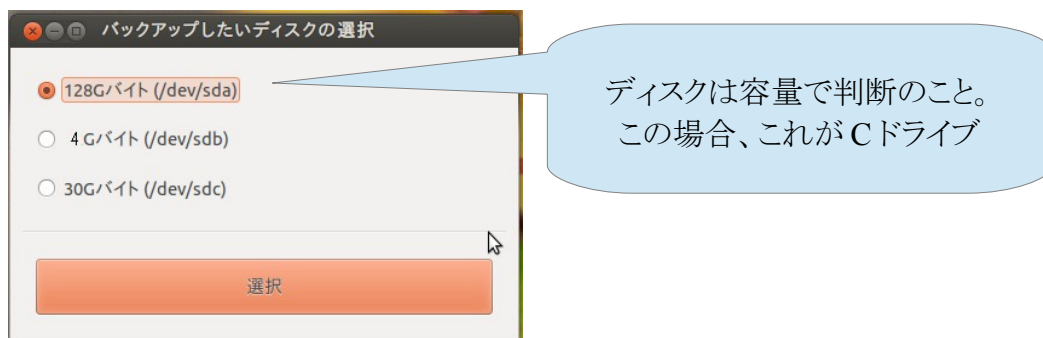 バックアップしたいディスクの選択
128Gバイト (/dev/sda)
4 Gバイト (/dev/sdb)
30Gバイト (/dev/sdc)
選択
ディスクは容量で判断のこと。
この場合、これが C ドライブ